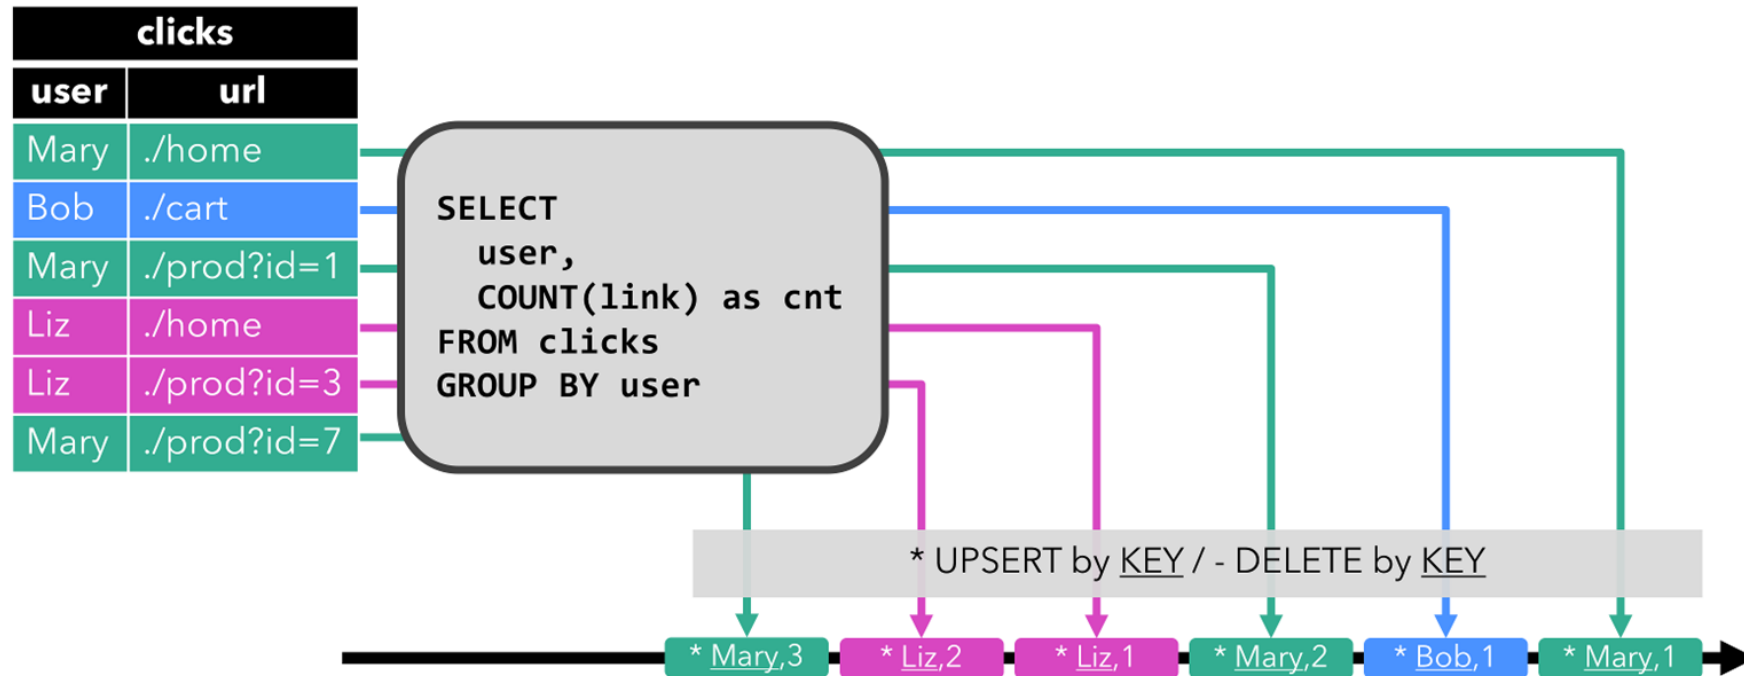 clicks
user url
Mary ./home
Bob ./cart
Mary ./prod?id=1
Liz ./home
Liz ./prod?id=3
Mary ./prod?id=7
SELECT
user,
COUNT(link) as cnt
FROM clicks
GROUP BY user
* UPSERT by KEY / - DELETE by KEY
* Mary,3 * Liz,2 * Liz,1 * Mary,2 * Bob,1 * Mary,1